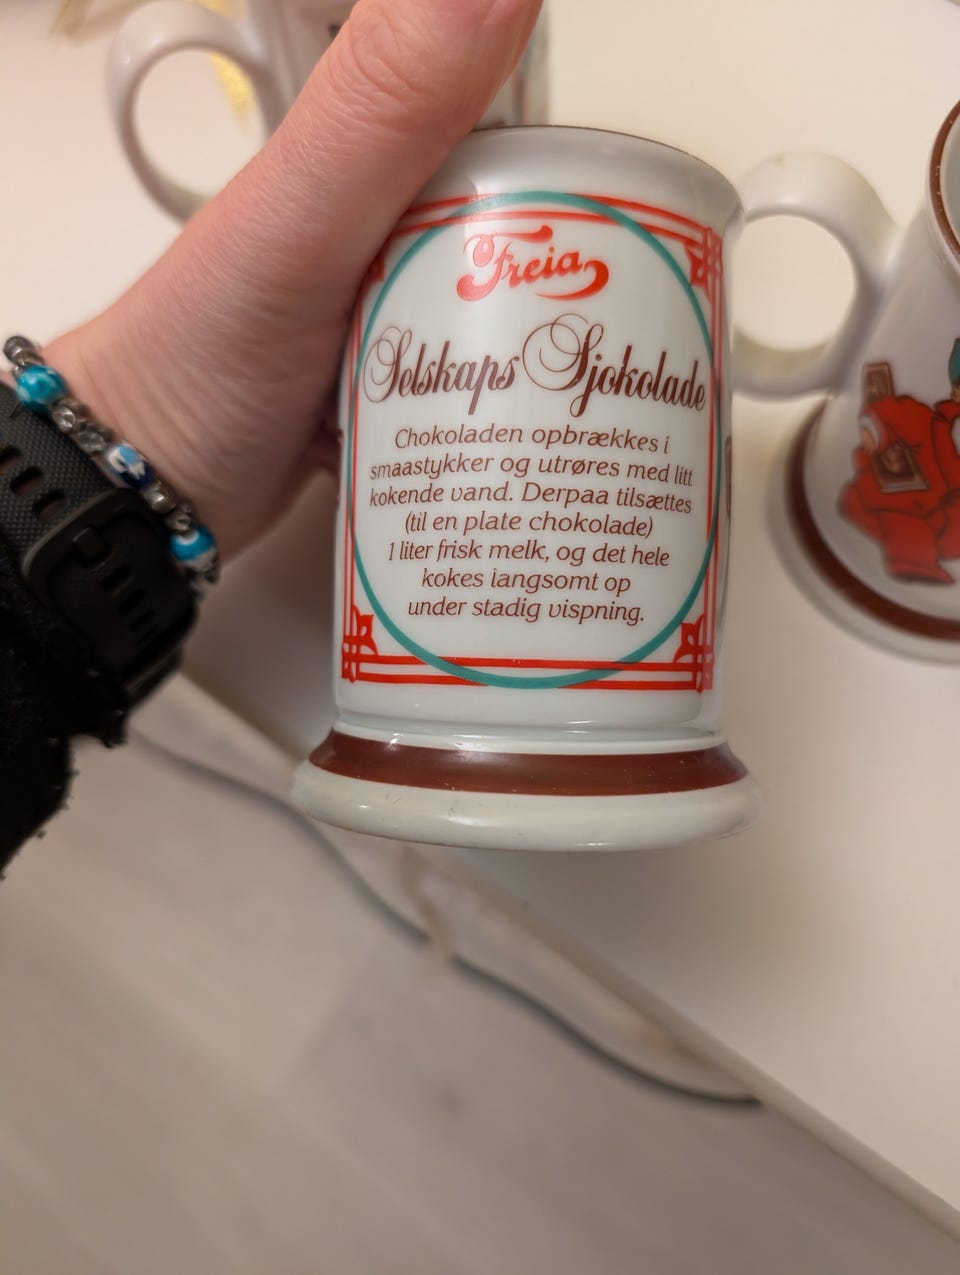 Freia
Selskaps Sjokolade
Chokoladen opbrækkes i
smaastykker og utrøres med litt
kokende vand. Derpaa tilsættes
(til en plate chokolade)
1 liter frisk melk, og det hele
kokes langsomt op
under stadig vispning.